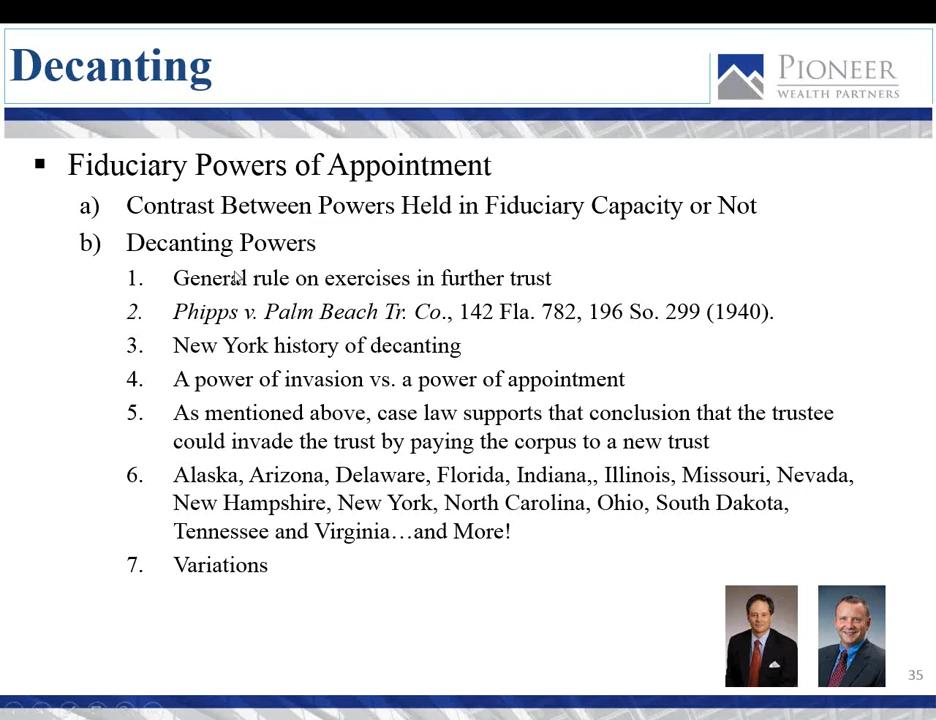 Decanting
PIONEER
WEALTH PARTNERS
▪ Fiduciary Powers of Appointment
a) Contrast Between Powers Held in Fiduciary Capacity or Not
b) Decanting Powers
1. General rule on exercises in further trust
2. Phipps v. Palm Beach Tr. Co., 142 Fla. 782, 196 So. 299 (1940).
3. New York history of decanting
4. A power of invasion vs. a power of appointment
5. As mentioned above, case law supports that conclusion that the trustee
could invade the trust by paying the corpus to a new trust
6. Alaska, Arizona, Delaware, Florida, Indiana,, Illinois, Missouri, Nevada,
New Hampshire, New York, North Carolina, Ohio, South Dakota,
Tennessee and Virginia…and More!
7. Variations
35